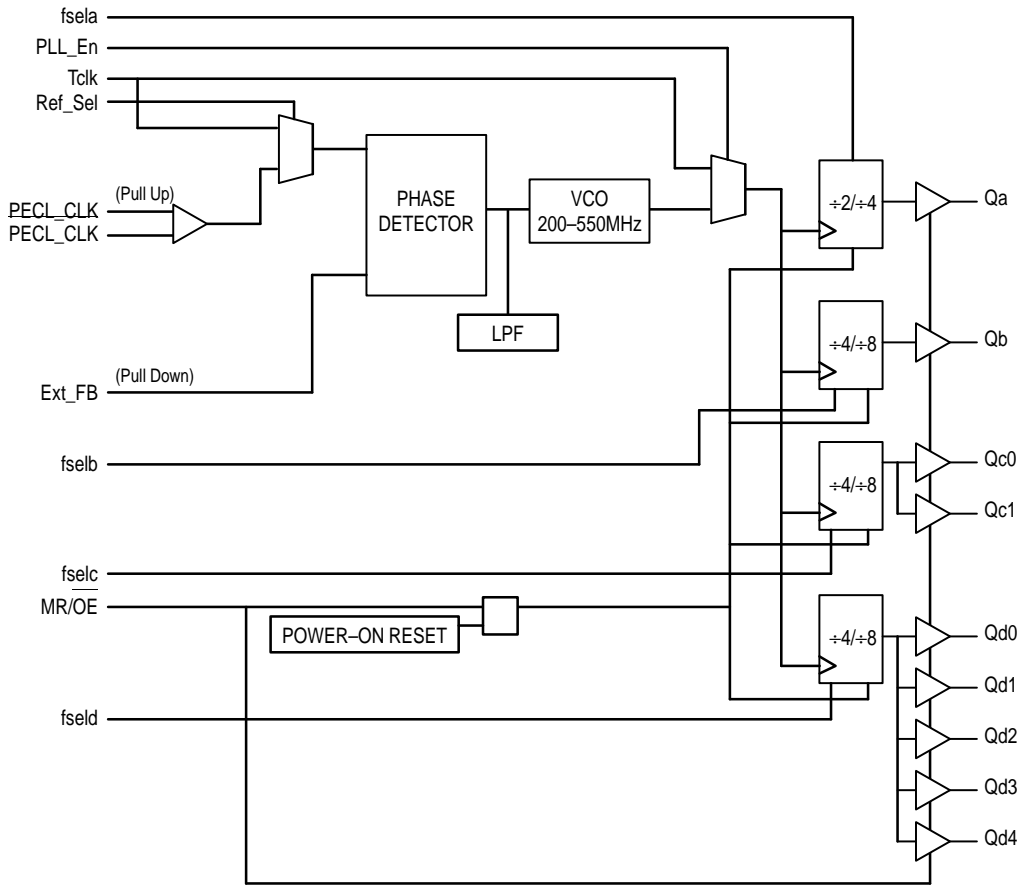 fsela
PLL_En
Tclk
Ref_Sel
(Pull Up)
PECL_CLK
PECL_CLK
PHASE
DETECTOR
VCO
200–550MHz
LPF
÷2/÷4
Qa
÷4/÷8
Qb
(Pull Down)
Ext_FB
fselb
÷4/÷8
Qc0
Qc1
fselc
MR/OE
POWER–ON RESET
÷4/÷8
Qd0
Qd1
fseld
Qd2
Qd3
Qd4